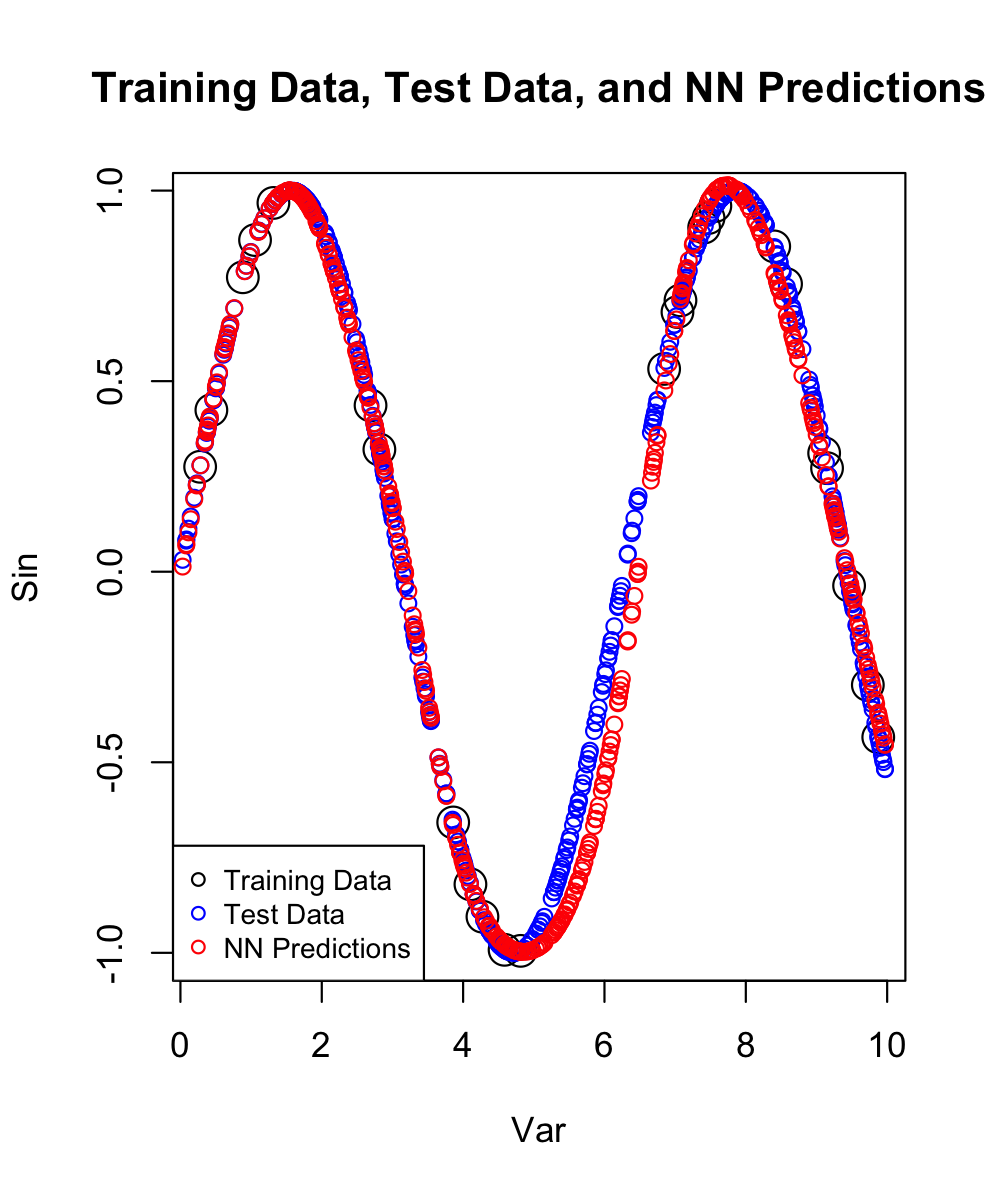 Training Data, Test Data, and NN Predictions
1.0
0.5
0.0
-0.5
-1.0
Sin
Training Data
Test Data
NN Predictions
0 2 4 6 8 10
Var